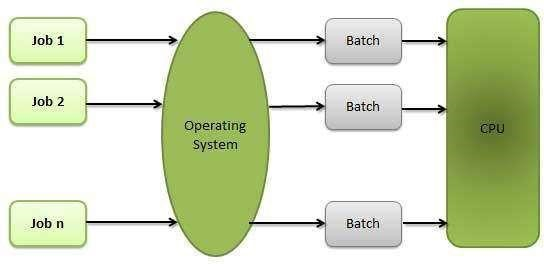 Job 1
Batch
Job 2
Batch
Operating
System
CPU
Job n
Batch